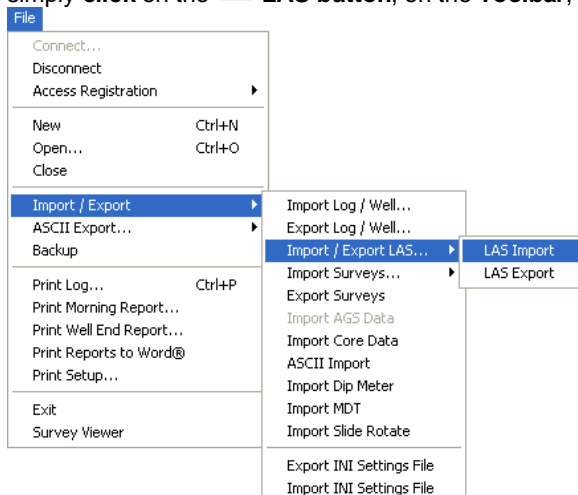 simply click on the LAS button, on the Toolbar,
File
Connect...
Disconnect
Access Registration
New Ctrl+N
Open... Ctrl+O
Close
Import / Export
ASCII Export...
Backup
Print Log... Ctrl+P
Print Morning Report...
Print Well End Report...
Print Reports to Word®
Print Setup...
Exit
Survey Viewer
Import Log / Well...
Export Log / Well...
Import / Export LAS...
Import Surveys...
Export Surveys
Import AGS Data
Import Core Data
ASCII Import
Import Dip Meter
Import MDT
Import Slide Rotate
Export INI Settings File
Import INI Settings File
LAS Import
LAS Export